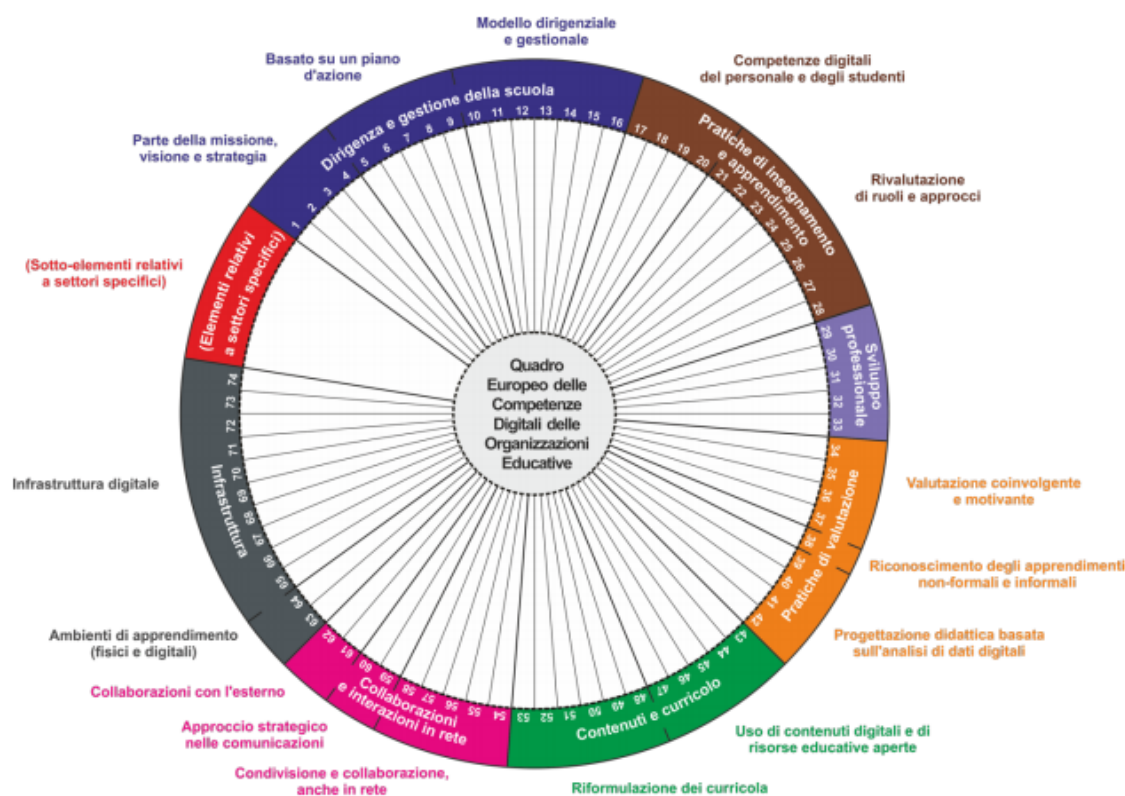 Modello dirigenziale
e gestionale
Basato su un piano
d'azione
Competenze digitali
del personale e degli studenti
Parte della missione,
visione e strategia
Rivalutazione
di ruoli e approcci
(Sotto-elementi relativi
a settori specifici)
Infrastruttura digitale
Valutazione coinvolgente
e motivante
Riconoscimento degli apprendimenti
non-formali e informali
Ambienti di apprendimento
(fisici e digitali)
Progettazione didattica basata
sull'analisi di dati digitali
Collaborazioni con l'esterno
Approccio strategico
nelle comunicazioni
Uso di contenuti digitali e di
risorse educative aperte
Condivisione e collaborazione,
anche in rete
Riformulazione dei curricola
Dirigenza e gestione della scuola
Pratiche di insegnamento
e apprendimento
Sviluppo
professionale
Pratiche di valutazione
Contenuti e curricolo
Collaborazioni
e interazioni in rete
Infrastruttura
(Elementi relativi
a settori specifici)
1 2 3 4 5 6 7 8 9 10 11 12 13 14 15 16
17 18 19 20 21 22 23 24 25 26 27 28
29 30 31 32 33
34 35 36 37 38 39 40 41 42
43 44 45 46 47 48 49 50 51 52 53
54 55 56 57 58 59 60 61 62
63 64 65 66 67 68 69 70 71 72 73 74
Quadro
Europeo delle
Competenze
Digitali delle
Organizzazioni
Educative